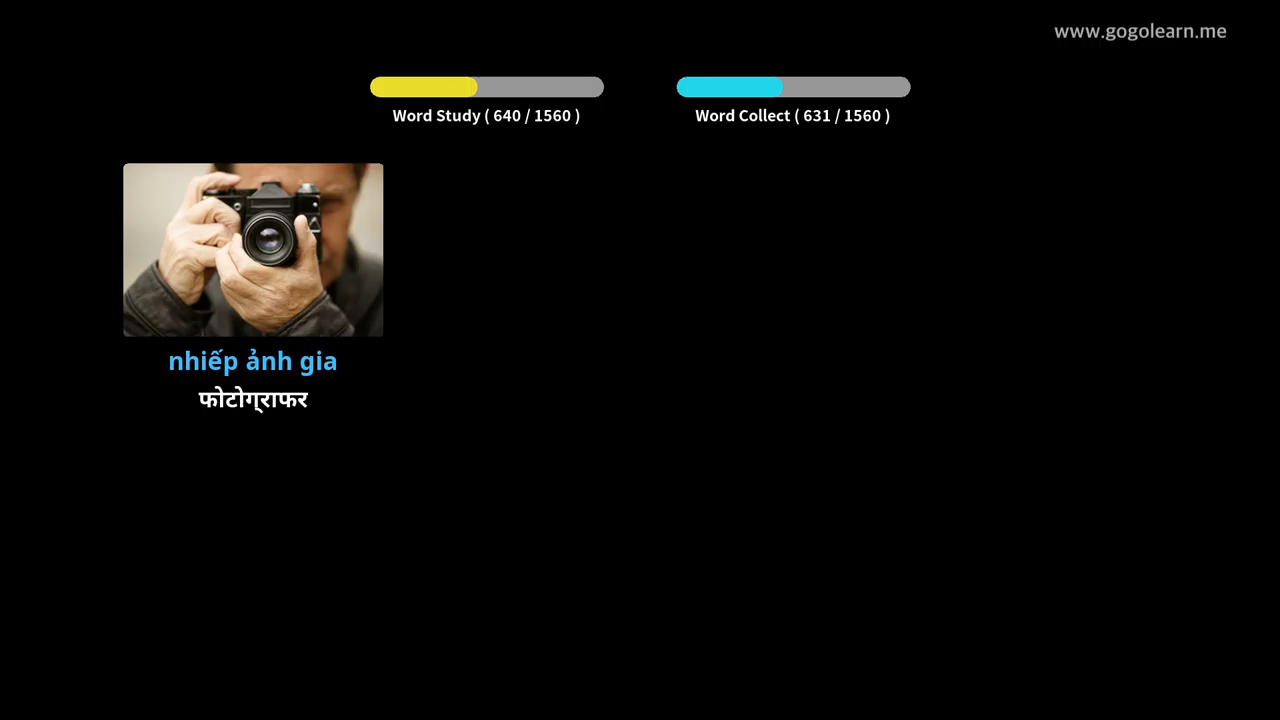 www.gogolearn.me
Word Study ( 640 / 1560 )
Word Collect ( 631 / 1560 )
nhiếp ảnh gia
फोटोग्राफर